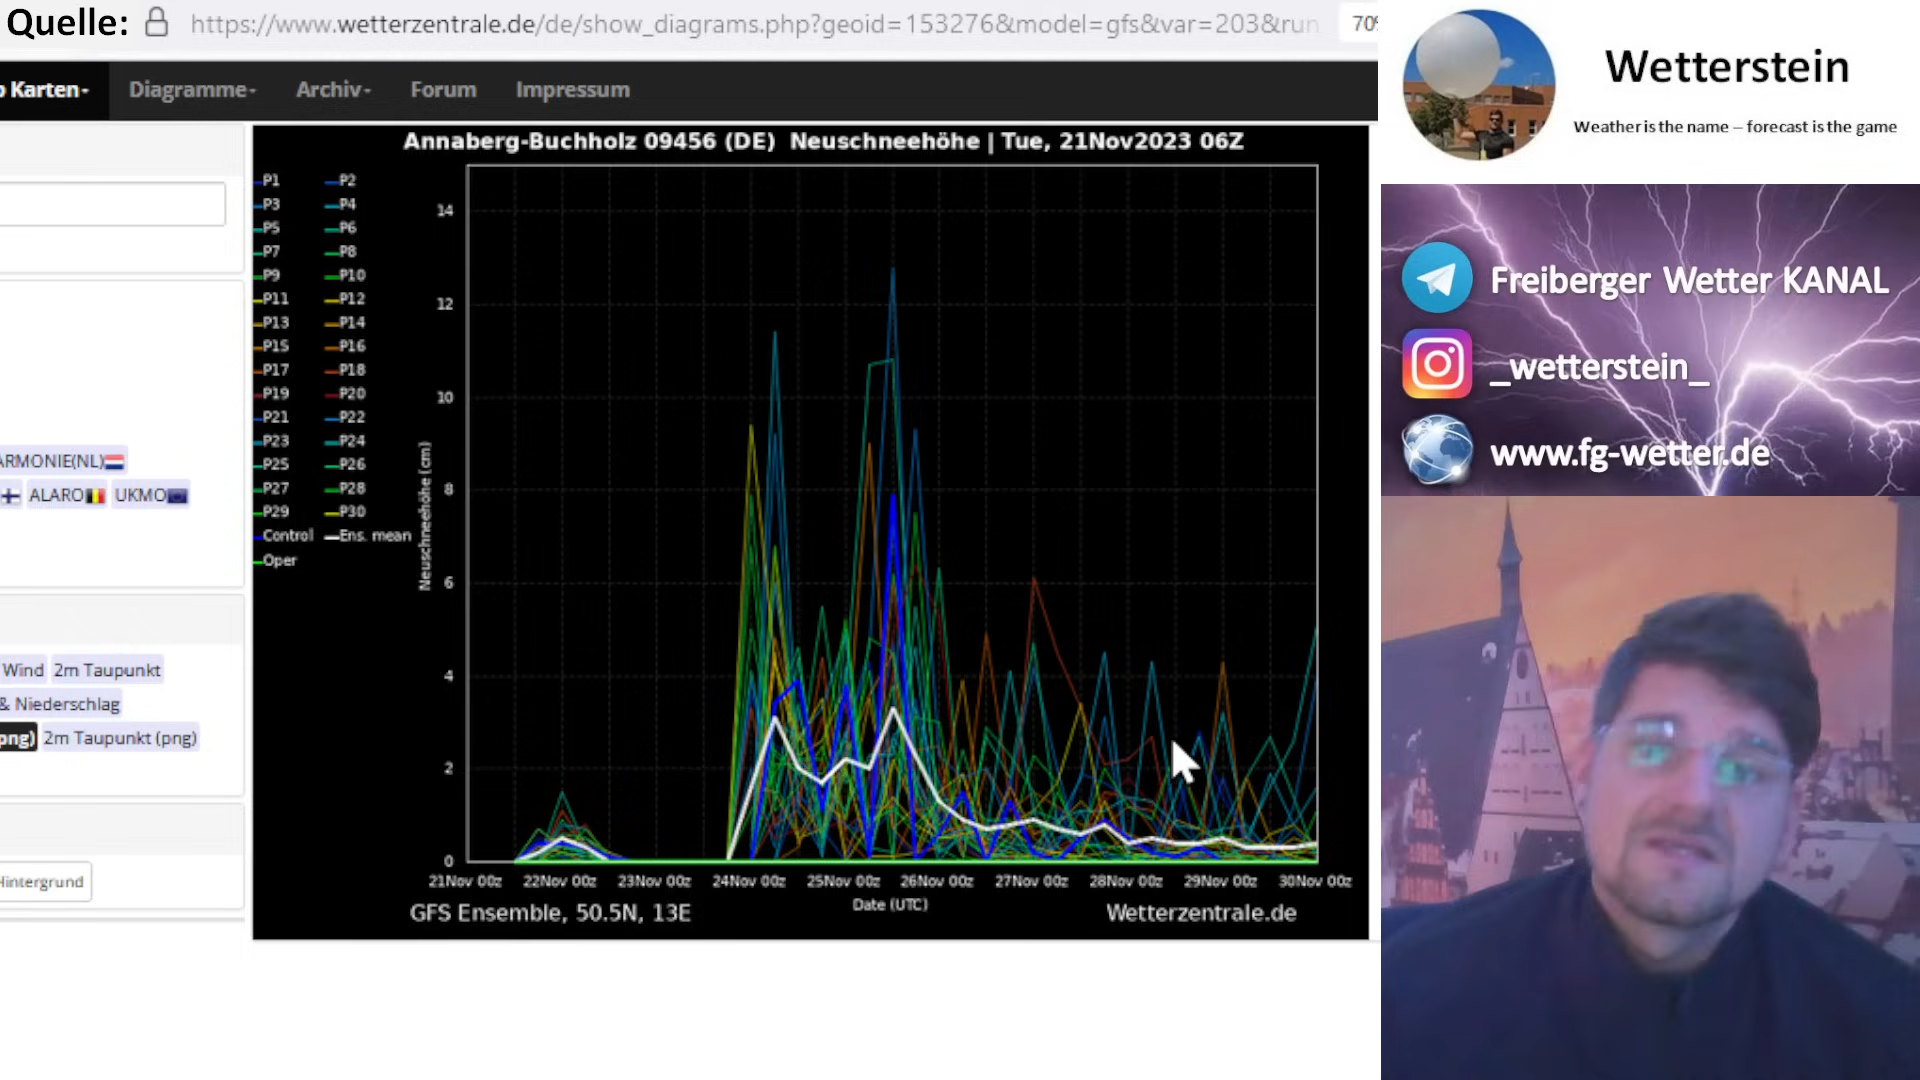 Quelle: https://www.wetterzentrale.de/de/show_diagrams.php?geoid=153276&model=gfs&var=203&run
70
Karten
Diagramme
Archiv
Forum
Impressum
Annaberg-Buchholz 09456 (DE) Neuschneehöhe | Tue, 21Nov2023 06Z
P1 P2
P3 P4
P5 P6
P7 P8
P9 P10
P11 P12
P13 P14
P15 P16
P17 P18
P19 P20
P21 P22
P23 P24
P25 P26
P27 P28
P29 P30
Control Ens. mean
Oper
Neuschneehöhe (cm)
14
12
10
8
6
4
2
0
21Nov 00z 22Nov 00z 23Nov 00z 24Nov 00z 25Nov 00z 26Nov 00z 27Nov 00z 28Nov 00z 29Nov 00z 30Nov 00z
Date (UTC)
GFS Ensemble, 50.5N, 13E
Wetterzentrale.de
ARMONIE(NL)
ALARO UKMO
Wind 2m Taupunkt
& Niederschlag
png) 2m Taupunkt (png)
Hintergrund
Wetterstein
Weather is the name – forecast is the game
Freiberger Wetter KANAL
_wetterstein_
www.fg-wetter.de